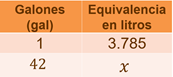 Galones Equivalencia
(gal) en litros
1 3.785
42 x